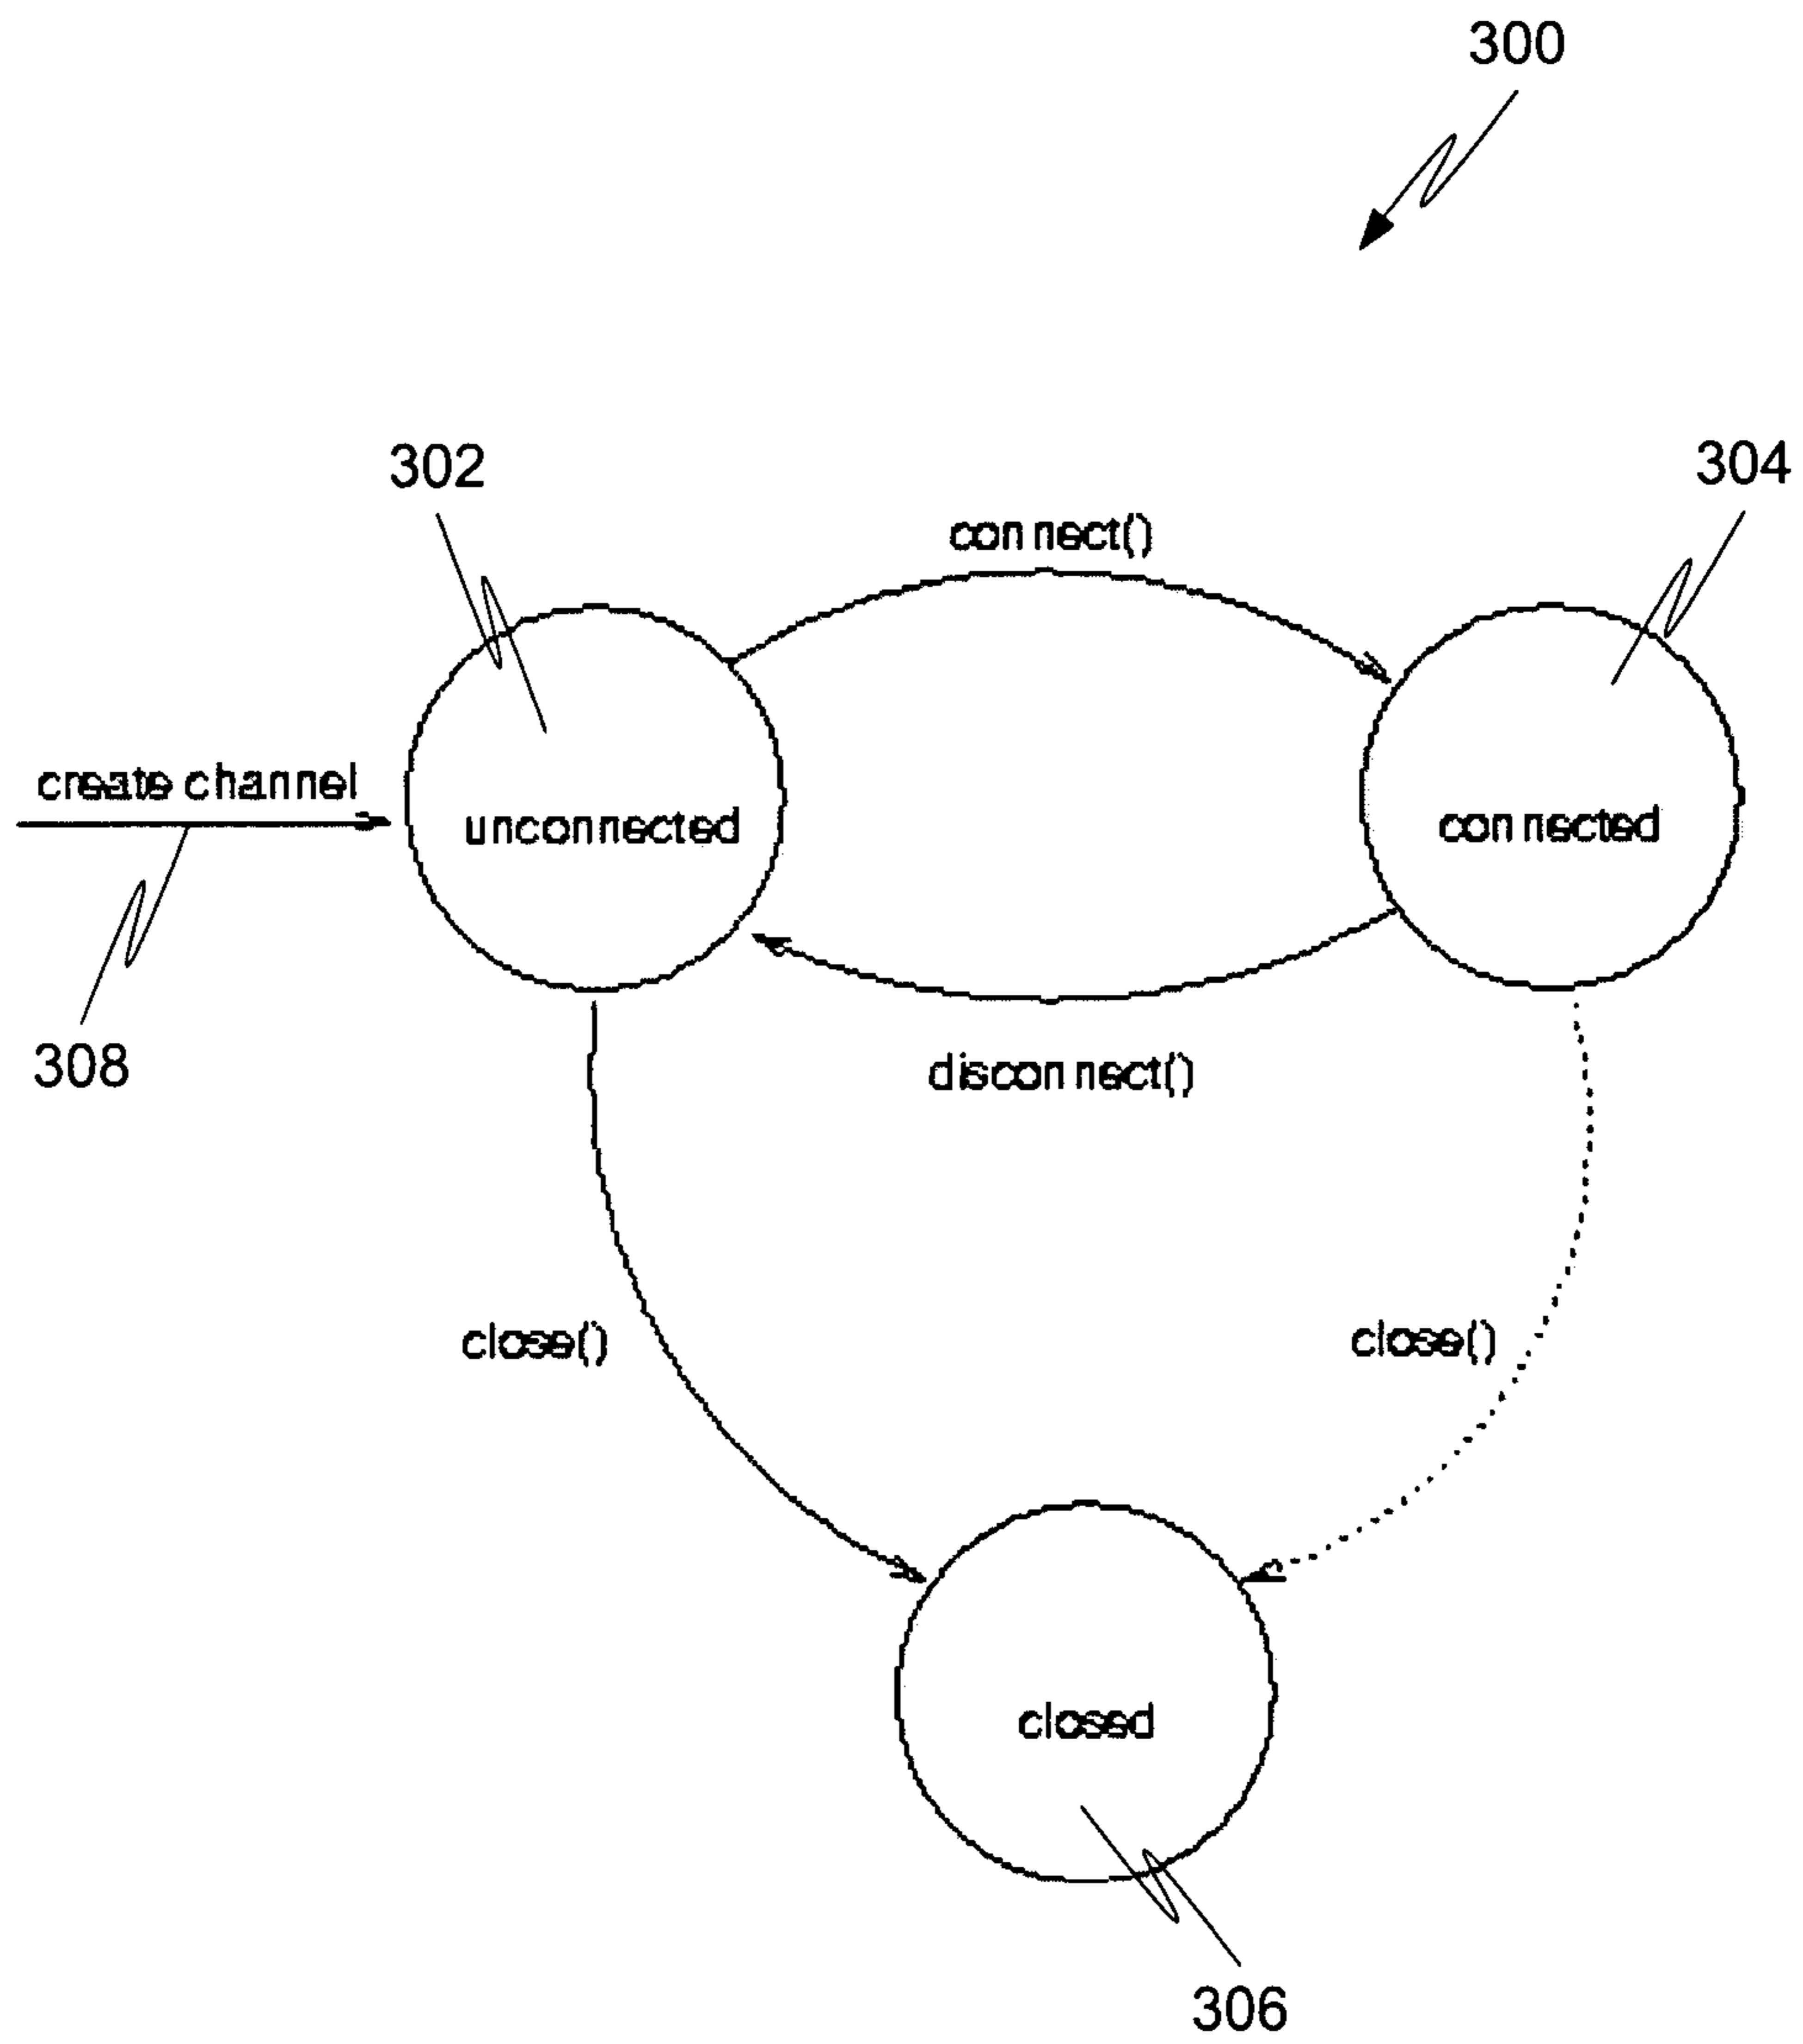 300
302
304
connect()
create channel
unconnected
connected
308
disconnect()
close()
close()
closed
306